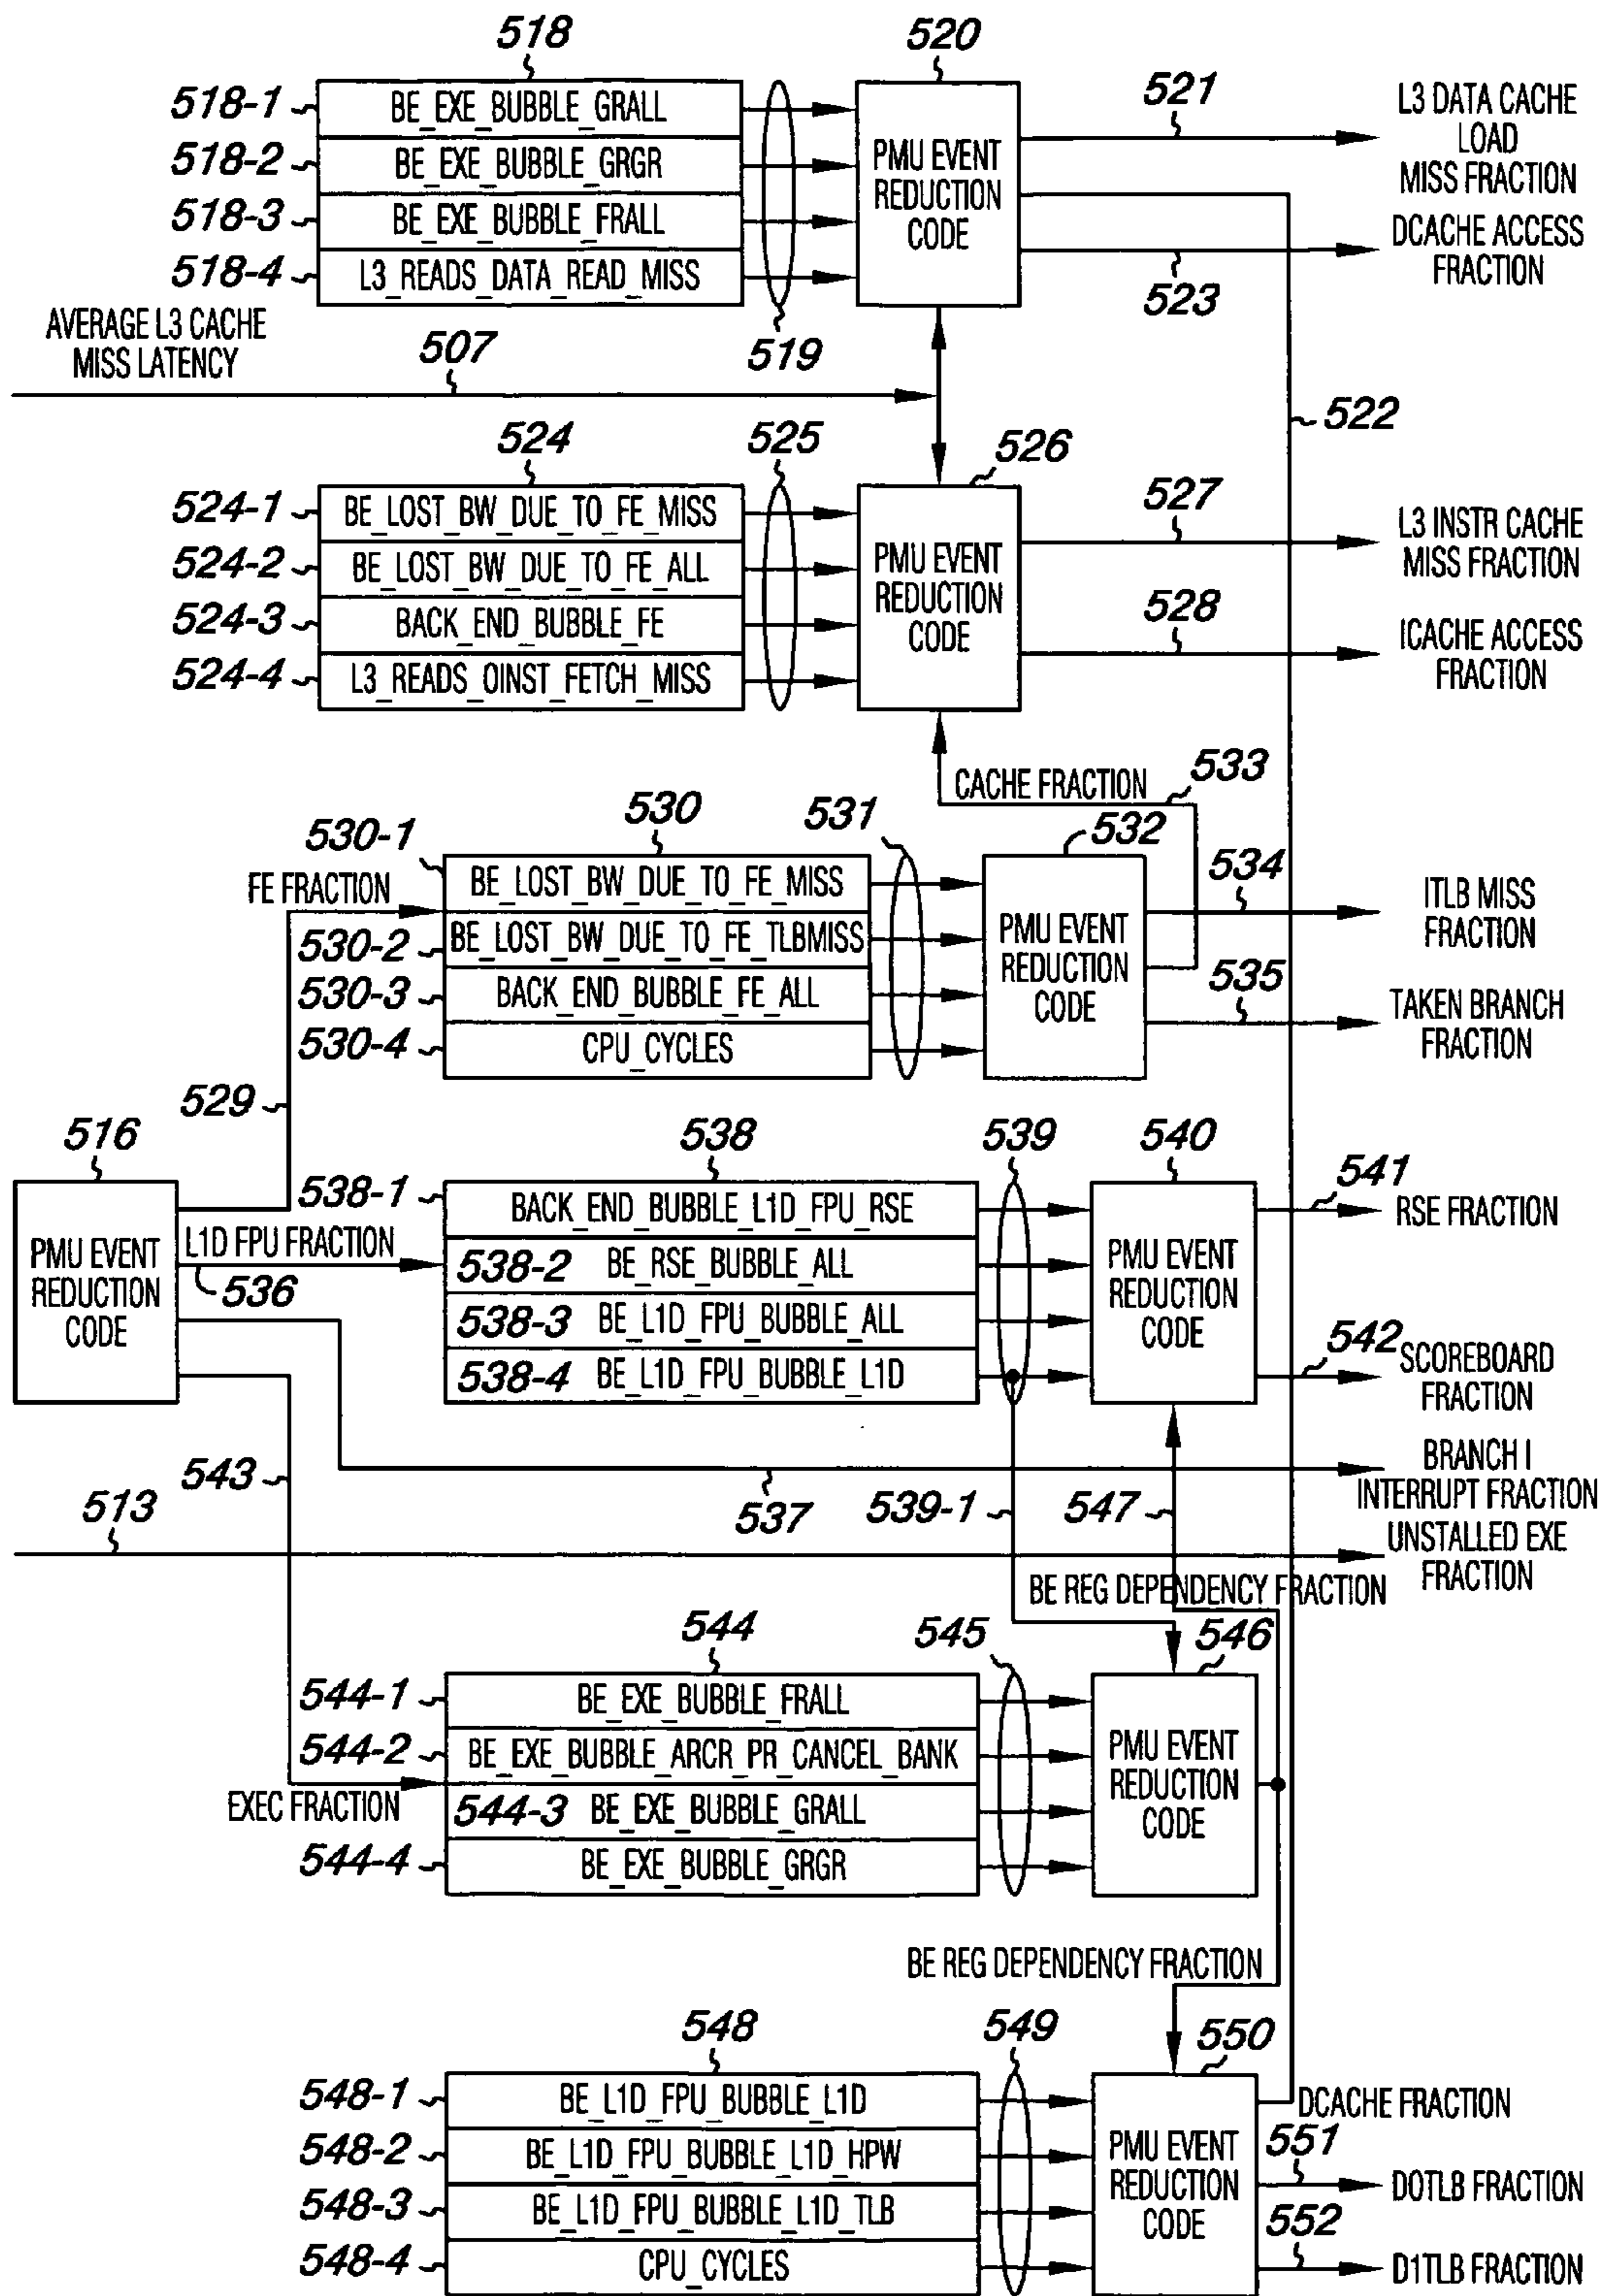 518
520
518-1
BE_EXE_BUBBLE_GRALL
518-2
BE_EXE_BUBBLE_GRGR
518-3
BE_EXE_BUBBLE_FRALL
518-4
L3_READS_DATA_READ_MISS
519
PMU EVENT
REDUCTION
CODE
521
L3 DATA CACHE
LOAD
MISS FRACTION
DCACHE ACCESS
FRACTION
523
AVERAGE L3 CACHE
MISS LATENCY
507
522
524
525
526
524-1
BE_LOST_BW_DUE_TO_FE_MISS
524-2
BE_LOST_BW_DUE_TO_FE_ALL
524-3
BACK_END_BUBBLE_FE
524-4
L3_READS_OINST_FETCH_MISS
PMU EVENT
REDUCTION
CODE
527
L3 INSTR CACHE
MISS FRACTION
528
ICACHE ACCESS
FRACTION
CACHE FRACTION
533
530
531
532
530-1
FE FRACTION
BE_LOST_BW_DUE_TO_FE_MISS
530-2
BE_LOST_BW_DUE_TO_FE_TLBMISS
530-3
BACK_END_BUBBLE_FE_ALL
530-4
CPU_CYCLES
PMU EVENT
REDUCTION
CODE
534
ITLB MISS
FRACTION
535
TAKEN BRANCH
FRACTION
529
516
PMU EVENT
REDUCTION
CODE
538
539
540
538-1
BACK_END_BUBBLE_L1D_FPU_RSE
L1D FPU FRACTION
536
538-2
BE_RSE_BUBBLE_ALL
538-3
BE_L1D_FPU_BUBBLE_ALL
538-4
BE_L1D_FPU_BUBBLE_L1D
PMU EVENT
REDUCTION
CODE
541
RSE FRACTION
542
SCOREBOARD
FRACTION
543
537
BRANCH I
INTERRUPT FRACTION
513
539-1
547
UNSTALLED EXE
FRACTION
BE REG DEPENDENCY FRACTION
544
545
546
544-1
BE_EXE_BUBBLE_FRALL
544-2
BE_EXE_BUBBLE_ARCR_PR_CANCEL_BANK
EXEC FRACTION
544-3
BE_EXE_BUBBLE_GRALL
544-4
BE_EXE_BUBBLE_GRGR
PMU EVENT
REDUCTION
CODE
BE REG DEPENDENCY FRACTION
548
549
550
548-1
BE_L1D_FPU_BUBBLE_L1D
548-2
BE_L1D_FPU_BUBBLE_L1D_HPW
548-3
BE_L1D_FPU_BUBBLE_L1D_TLB
548-4
CPU_CYCLES
PMU EVENT
REDUCTION
CODE
DCACHE FRACTION
551
DOTLB FRACTION
552
D1TLB FRACTION